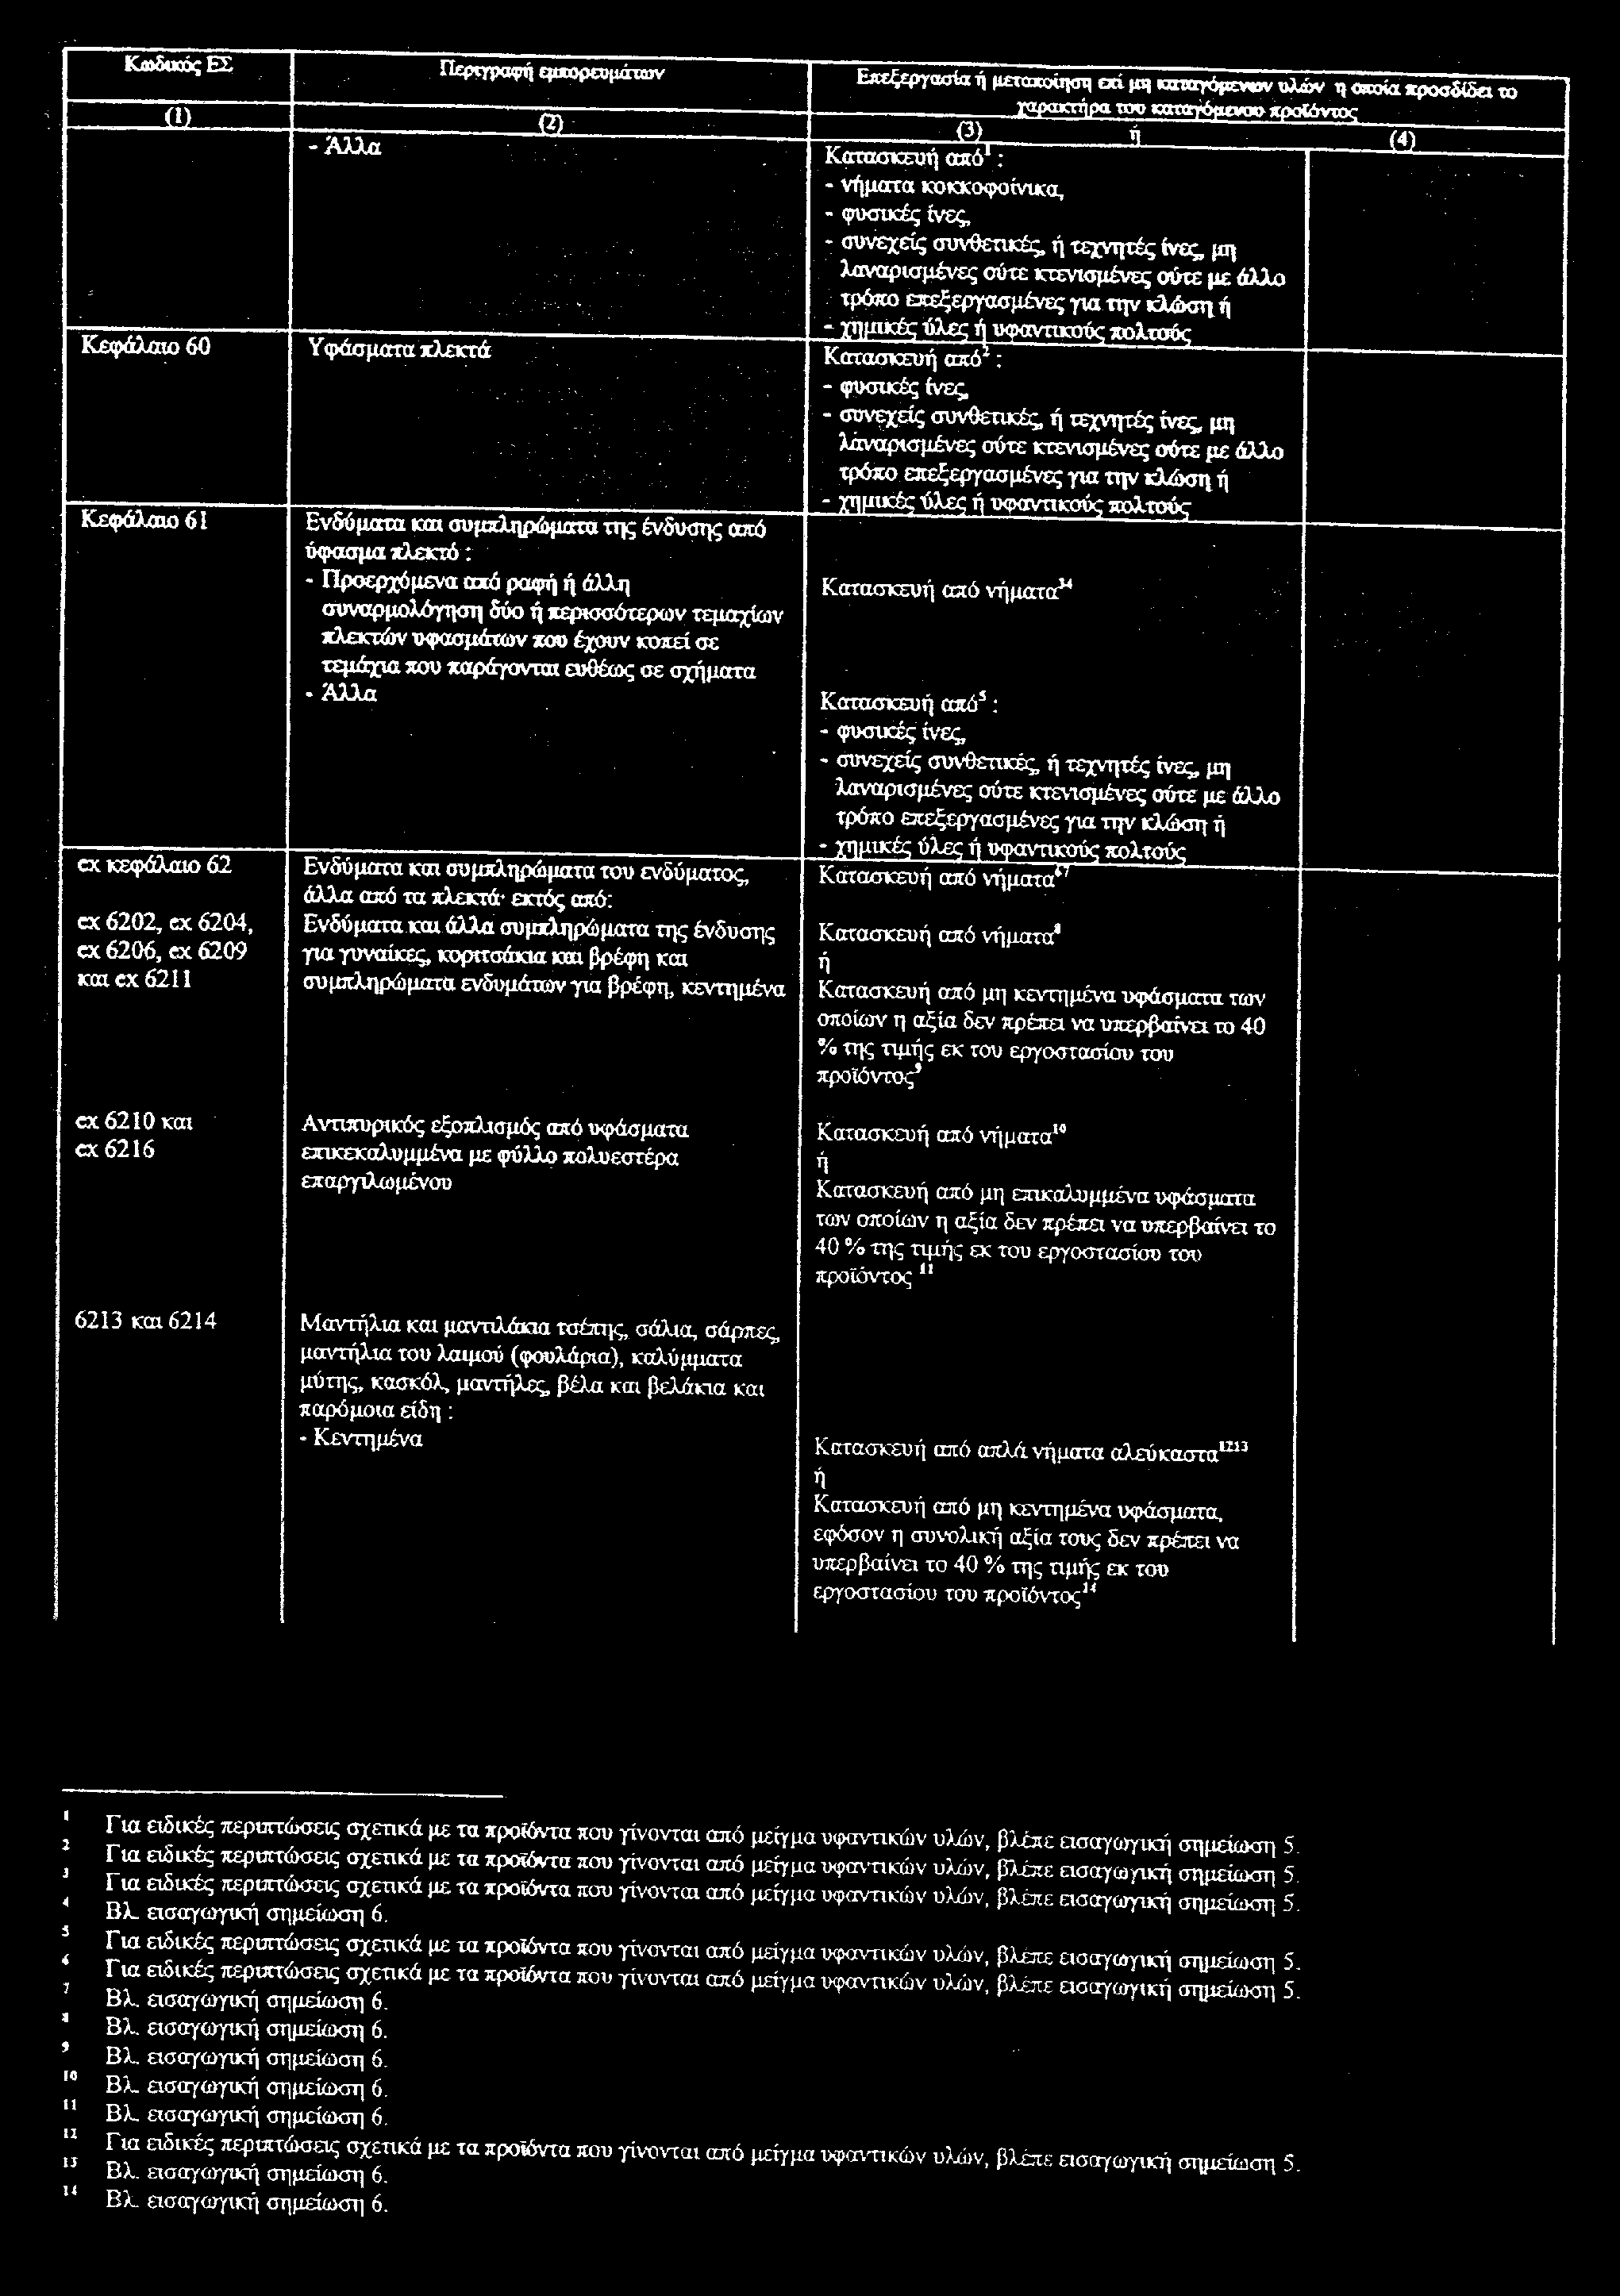 Κωδικός ΕΣ
Περιγραφή εμπορευμάτων
Επεξεργασία ή μεταποίηση επί μη καταγόμενων υλών η οποία προσδίδει το
χαρακτήρα του καταγόμενου προϊόντος
(1)
(2)
(3) ή (4)
- Άλλα
Κατασκευή από¹ :
- νήματα κοκκοφοίνικα,
- φυσικές ίνες,
- συνεχείς συνθετικές, ή τεχνητές ίνες, μη
λαναρισμένες ούτε κτενισμένες ούτε με άλλο
τρόπο επεξεργασμένες για την κλώση ή
- χημικές ύλες ή υφαντικούς πολτούς
Κεφάλαιο 60
Υφάσματα πλεκτά
Κατασκευή από² :
- φυσικές ίνες,
- συνεχείς συνθετικές, ή τεχνητές ίνες, μη
λαναρισμένες ούτε κτενισμένες ούτε με άλλο
τρόπο επεξεργασμένες για την κλώση ή
- χημικές ύλες ή υφαντικούς πολτούς
Κεφάλαιο 61
Ενδύματα και συμπληρώματα της ένδυσης από
ύφασμα πλεκτό :
- Προερχόμενα από ραφή ή άλλη
συναρμολόγηση δύο ή περισσότερων τεμαχίων
πλεκτών υφασμάτων που έχουν κοπεί σε
τεμάχια που παράγονται ευθέως σε σχήματα
Κατασκευή από νήματα³⁴
- Άλλα
Κατασκευή από⁵ :
- φυσικές ίνες,
- συνεχείς συνθετικές, ή τεχνητές ίνες, μη
λαναρισμένες ούτε κτενισμένες ούτε με άλλο
τρόπο επεξεργασμένες για την κλώση ή
- χημικές ύλες ή υφαντικούς πολτούς
ex κεφάλαιο 62
Ενδύματα και συμπληρώματα του ενδύματος,
άλλα από τα πλεκτά· εκτός από:
Κατασκευή από νήματα⁶⁷
ex 6202, ex 6204,
ex 6206, ex 6209
και ex 6211
Ενδύματα και άλλα συμπληρώματα της ένδυσης
για γυναίκες, κοριτσάκια και βρέφη και
συμπληρώματα ενδυμάτων για βρέφη, κεντημένα
Κατασκευή από νήματα⁸
ή
Κατασκευή από μη κεντημένα υφάσματα των
οποίων η αξία δεν πρέπει να υπερβαίνει το 40
% της τιμής εκ του εργοστασίου του
προϊόντος⁹
ex 6210 και
ex 6216
Αντιπυρικός εξοπλισμός από υφάσματα
επικεκαλυμμένα με φύλλο πολυεστέρα
επαργιλωμένου
Κατασκευή από νήματα¹⁰
ή
Κατασκευή από μη επικαλυμμένα υφάσματα
των οποίων η αξία δεν πρέπει να υπερβαίνει το
40 % της τιμής εκ του εργοστασίου του
προϊόντος ¹¹
6213 και 6214
Μαντήλια και μαντιλάκια τσέπης, σάλια, σάρπες,
μαντήλια του λαιμού (φουλάρια), καλύμματα
μύτης, κασκόλ, μαντήλες, βέλα και βελάκια και
παρόμοια είδη :
- Κεντημένα
Κατασκευή από απλά νήματα αλεύκαστα¹²¹³
ή
Κατασκευή από μη κεντημένα υφάσματα,
εφόσον η συνολική αξία τους δεν πρέπει να
υπερβαίνει το 40 % της τιμής εκ του
εργοστασίου του προϊόντος¹⁴
¹ Για ειδικές περιπτώσεις σχετικά με τα προϊόντα που γίνονται από μείγμα υφαντικών υλών, βλέπε εισαγωγική σημείωση 5.
² Για ειδικές περιπτώσεις σχετικά με τα προϊόντα που γίνονται από μείγμα υφαντικών υλών, βλέπε εισαγωγική σημείωση 5.
³ Για ειδικές περιπτώσεις σχετικά με τα προϊόντα που γίνονται από μείγμα υφαντικών υλών, βλέπε εισαγωγική σημείωση 5.
⁴ Βλ. εισαγωγική σημείωση 6.
⁵ Για ειδικές περιπτώσεις σχετικά με τα προϊόντα που γίνονται από μείγμα υφαντικών υλών, βλέπε εισαγωγική σημείωση 5.
⁶ Για ειδικές περιπτώσεις σχετικά με τα προϊόντα που γίνονται από μείγμα υφαντικών υλών, βλέπε εισαγωγική σημείωση 5.
⁷ Βλ. εισαγωγική σημείωση 6.
⁸ Βλ. εισαγωγική σημείωση 6.
⁹ Βλ. εισαγωγική σημείωση 6.
¹⁰ Βλ. εισαγωγική σημείωση 6.
¹¹ Βλ. εισαγωγική σημείωση 6.
¹² Για ειδικές περιπτώσεις σχετικά με τα προϊόντα που γίνονται από μείγμα υφαντικών υλών, βλέπε εισαγωγική σημείωση 5.
¹³ Βλ. εισαγωγική σημείωση 6.
¹⁴ Βλ. εισαγωγική σημείωση 6.